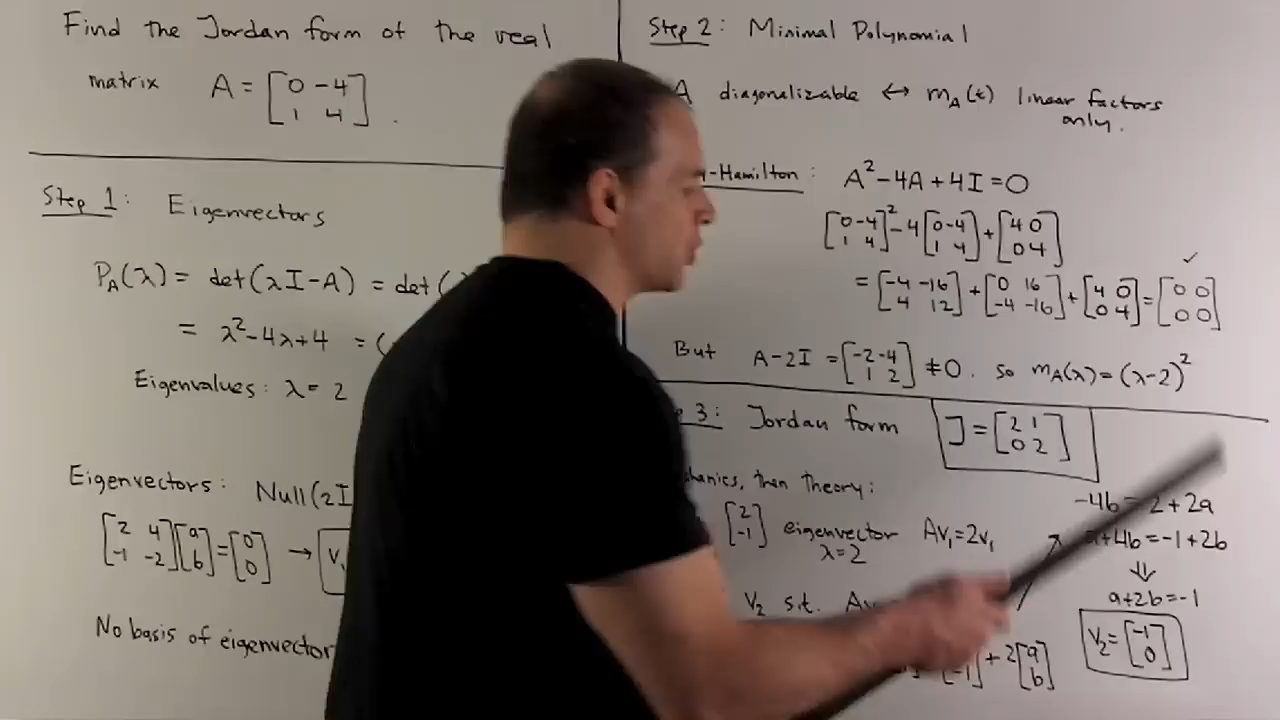 Find the Jordan form of the real
matrix A = [0 -4; 1 4].
Step 1: Eigenvectors
P_A(λ) = det(λI-A) = det(
= λ²-4λ+4 = (
Eigenvalues: λ = 2
Eigenvectors: Null(2I
[2 4; -1 -2][a; b]=[0; 0] → v₁
No basis of eigenvector
Step 2: Minimal Polynomial
A diagonalizable ↔ m_A(t) linear factors
only.
-Hamilton: A²-4A+4I=0
[0 -4; 1 4]²-4[0 -4; 1 4]+[4 0; 0 4]
=[-4 -16; 4 12]+[0 16; -4 -16]+[4 0; 0 4]=[0 0; 0 0] ✓
But A-2I =[-2 -4; 1 2] ≠0. So m_A(λ)=(λ-2)²
3: Jordan form J=[2 1; 0 2]
then theory:
[2; -1] eigenvector Av₁=2v₁
λ=2
v₂ s.t. Av
-1]+2[a; b]
-4b=2+2a
a+4b=-1+2b
⇓
a+2b=-1
v₂=[-1; 0]